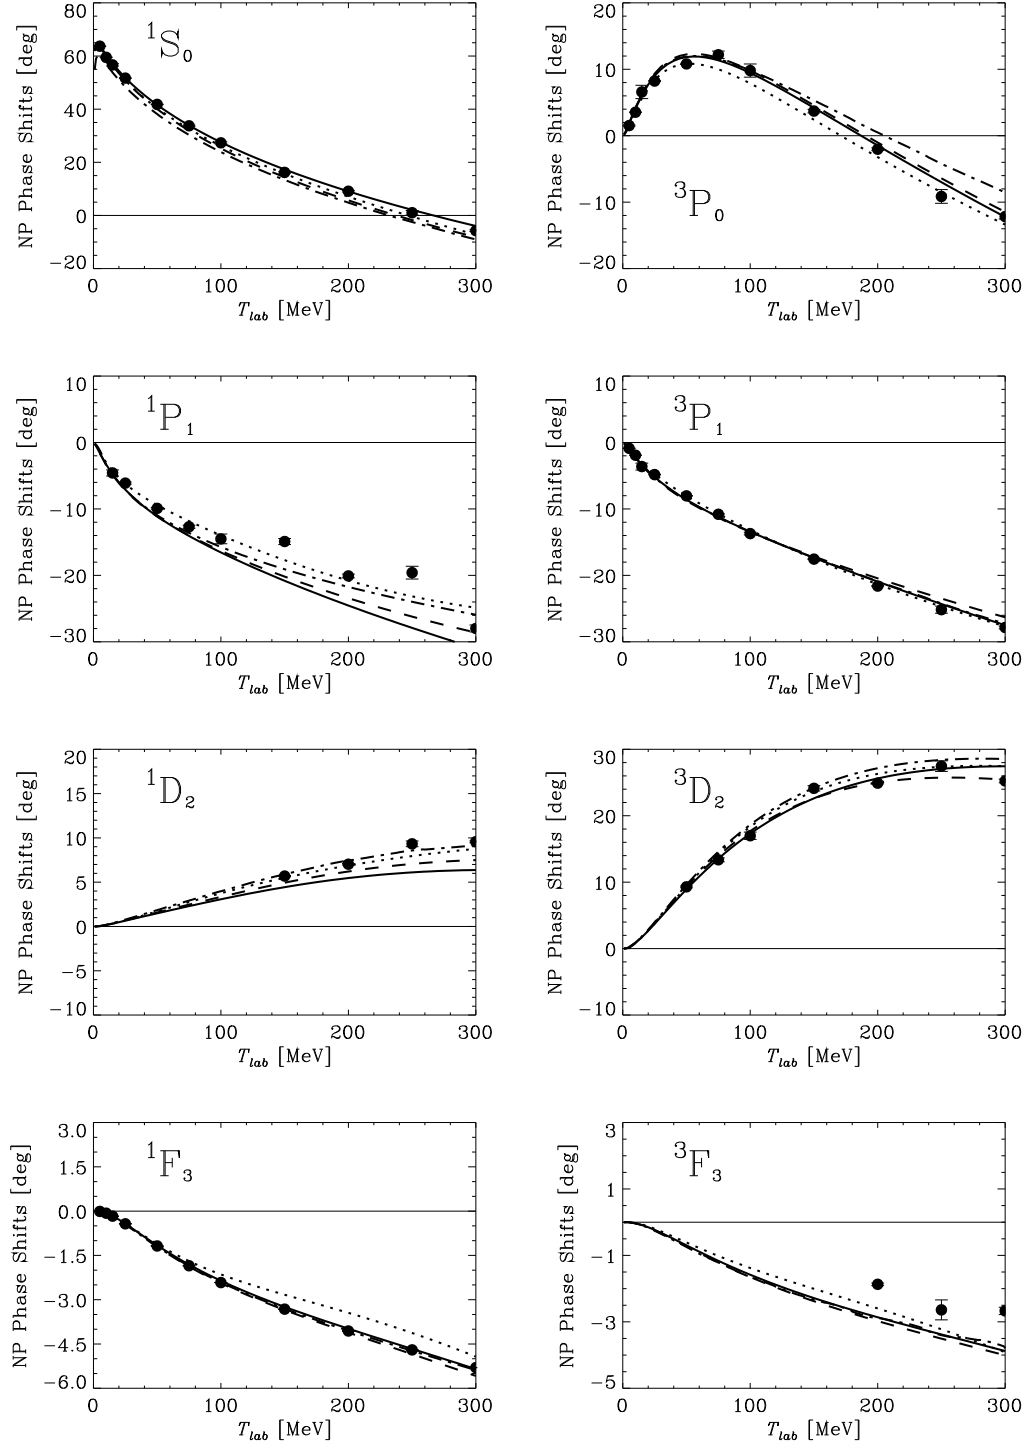 NP Phase Shifts [deg]
80
60
40
20
0
−20
¹S₀
0 100 200 300
T_lab [MeV]
NP Phase Shifts [deg]
20
10
0
−10
−20
³P₀
0 100 200 300
T_lab [MeV]
NP Phase Shifts [deg]
10
0
−10
−20
−30
¹P₁
0 100 200 300
T_lab [MeV]
NP Phase Shifts [deg]
10
0
−10
−20
−30
³P₁
0 100 200 300
T_lab [MeV]
NP Phase Shifts [deg]
20
15
10
5
0
−5
−10
¹D₂
0 100 200 300
T_lab [MeV]
NP Phase Shifts [deg]
30
20
10
0
−10
³D₂
0 100 200 300
T_lab [MeV]
NP Phase Shifts [deg]
3.0
1.5
0.0
−1.5
−3.0
−4.5
−6.0
¹F₃
0 100 200 300
T_lab [MeV]
NP Phase Shifts [deg]
3
1
−1
−3
−5
³F₃
0 100 200 300
T_lab [MeV]